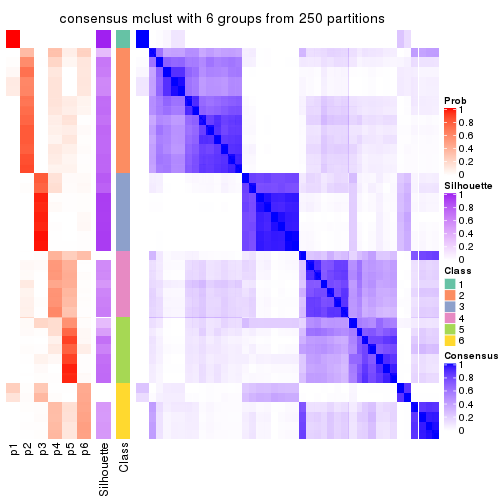 consensus mclust with 6 groups from 250 partitions
Prob
1
0.8
0.6
0.4
0.2
0
Silhouette
1
0.8
0.6
0.4
0.2
0
Class
1
2
3
4
5
6
Consensus
1
0.8
0.6
0.4
0.2
0
p1
p2
p3
p4
p5
p6
Silhouette
Class